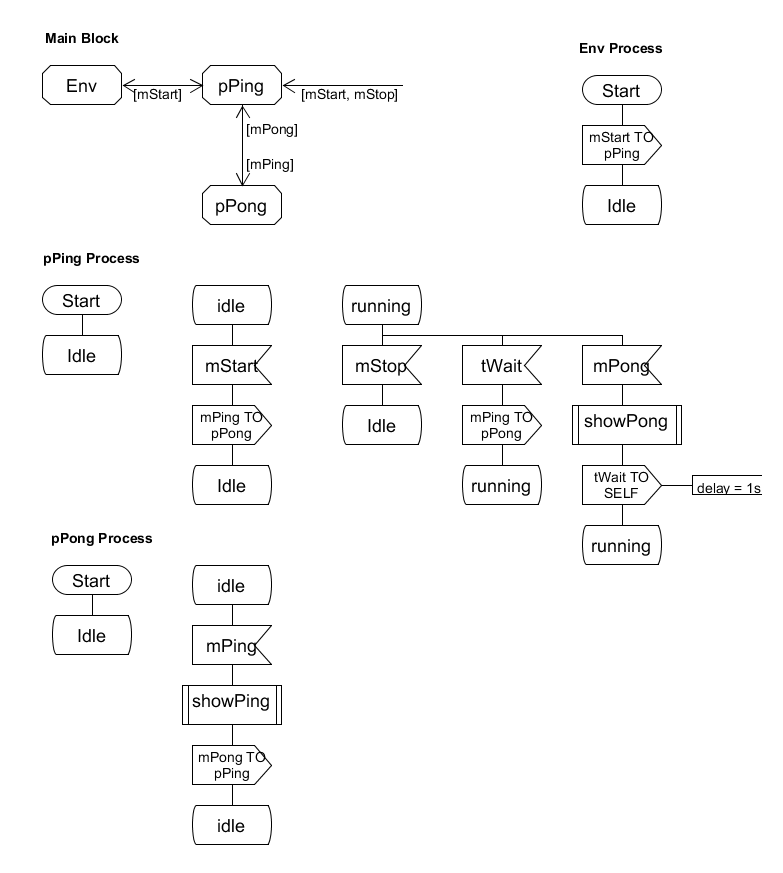 Main Block
Env Process
Env
pPing
[mStart]
[mStart, mStop]
[mPong]
[mPing]
pPong
Start
mStart TO
pPing
Idle
pPing Process
Start
Idle
idle
mStart
mPing TO
pPong
Idle
running
mStop
Idle
tWait
mPing TO
pPong
running
mPong
showPong
tWait TO
SELF
delay = 1s
running
pPong Process
Start
Idle
idle
mPing
showPing
mPong TO
pPing
idle